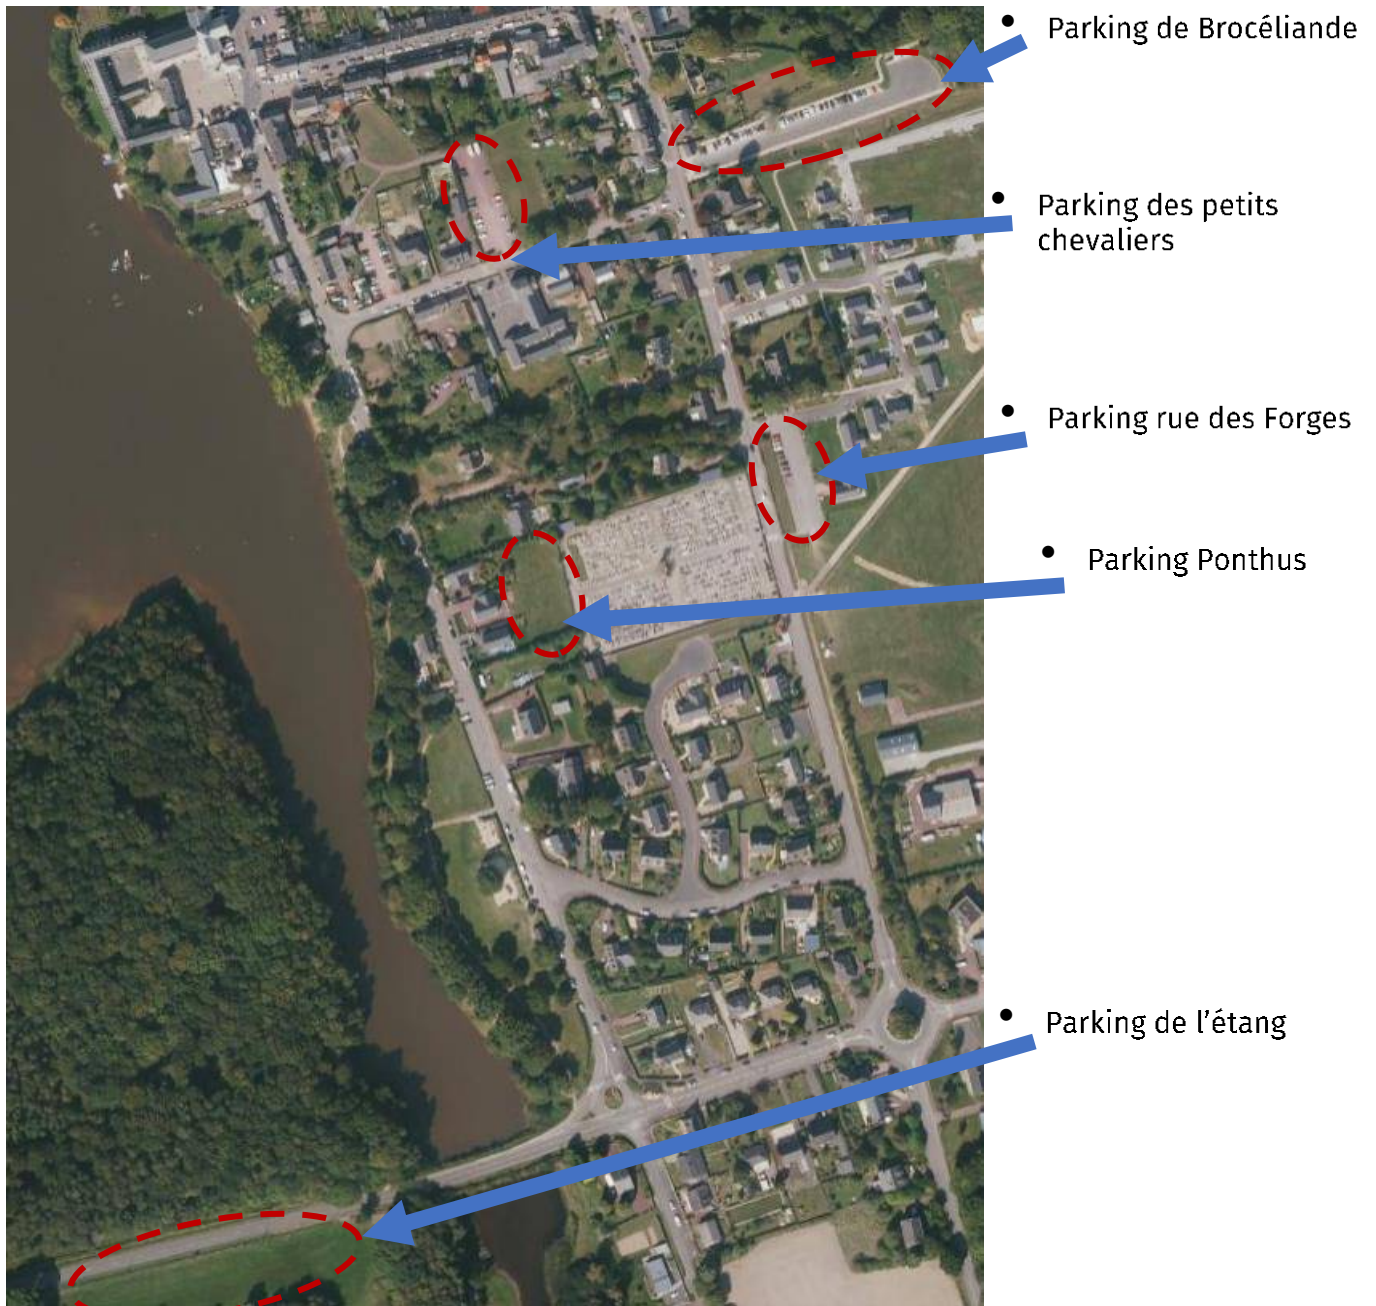 • Parking de Brocéliande
• Parking des petits
chevaliers
• Parking rue des Forges
• Parking Ponthus
• Parking de l'étang